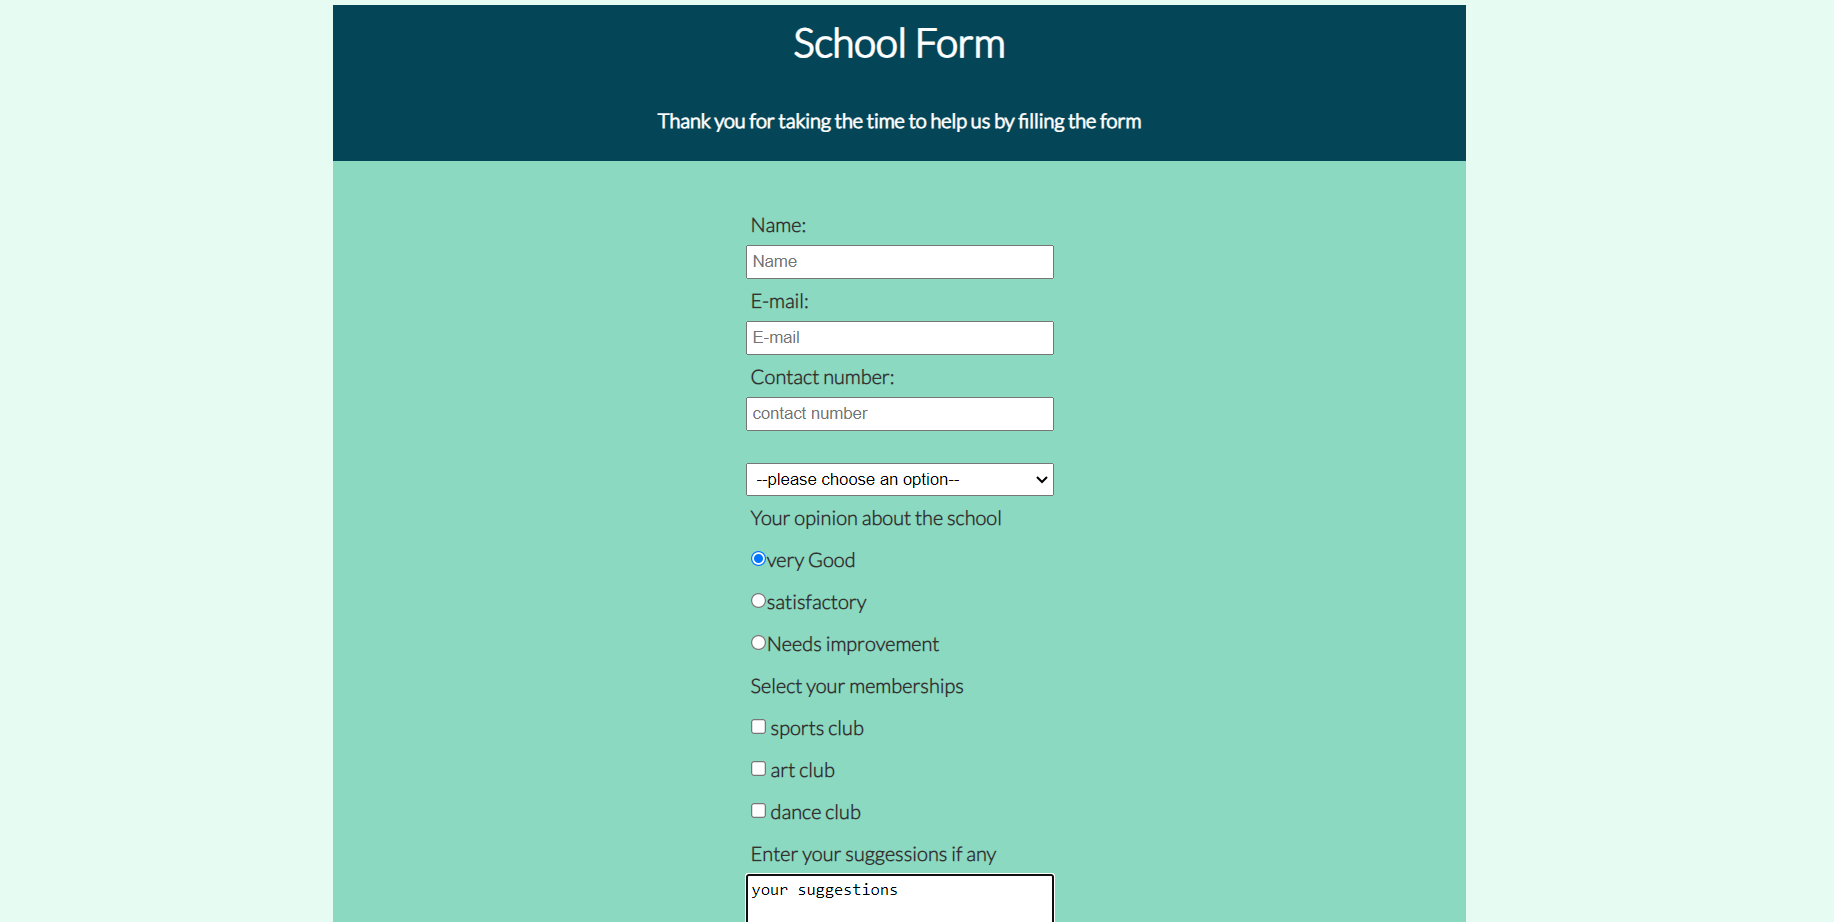 School Form
Thank you for taking the time to help us by filling the form
Name:
Name
E-mail:
E-mail
Contact number:
contact number
--please choose an option--
Your opinion about the school
very Good
satisfactory
Needs improvement
Select your memberships
sports club
art club
dance club
Enter your suggessions if any
your suggestions